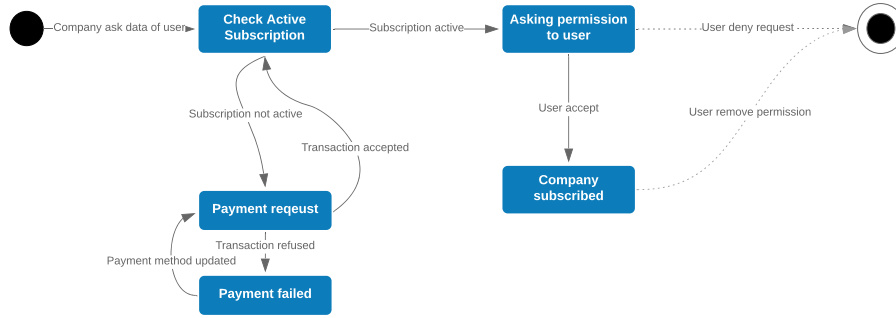 Company ask data of user
Check Active
Subscription
Subscription active
Asking permission
to user
User deny request
Subscription not active
User accept
User remove permission
Transaction accepted
Company
subscribed
Payment reqeust
Transaction refused
Payment method updated
Payment failed